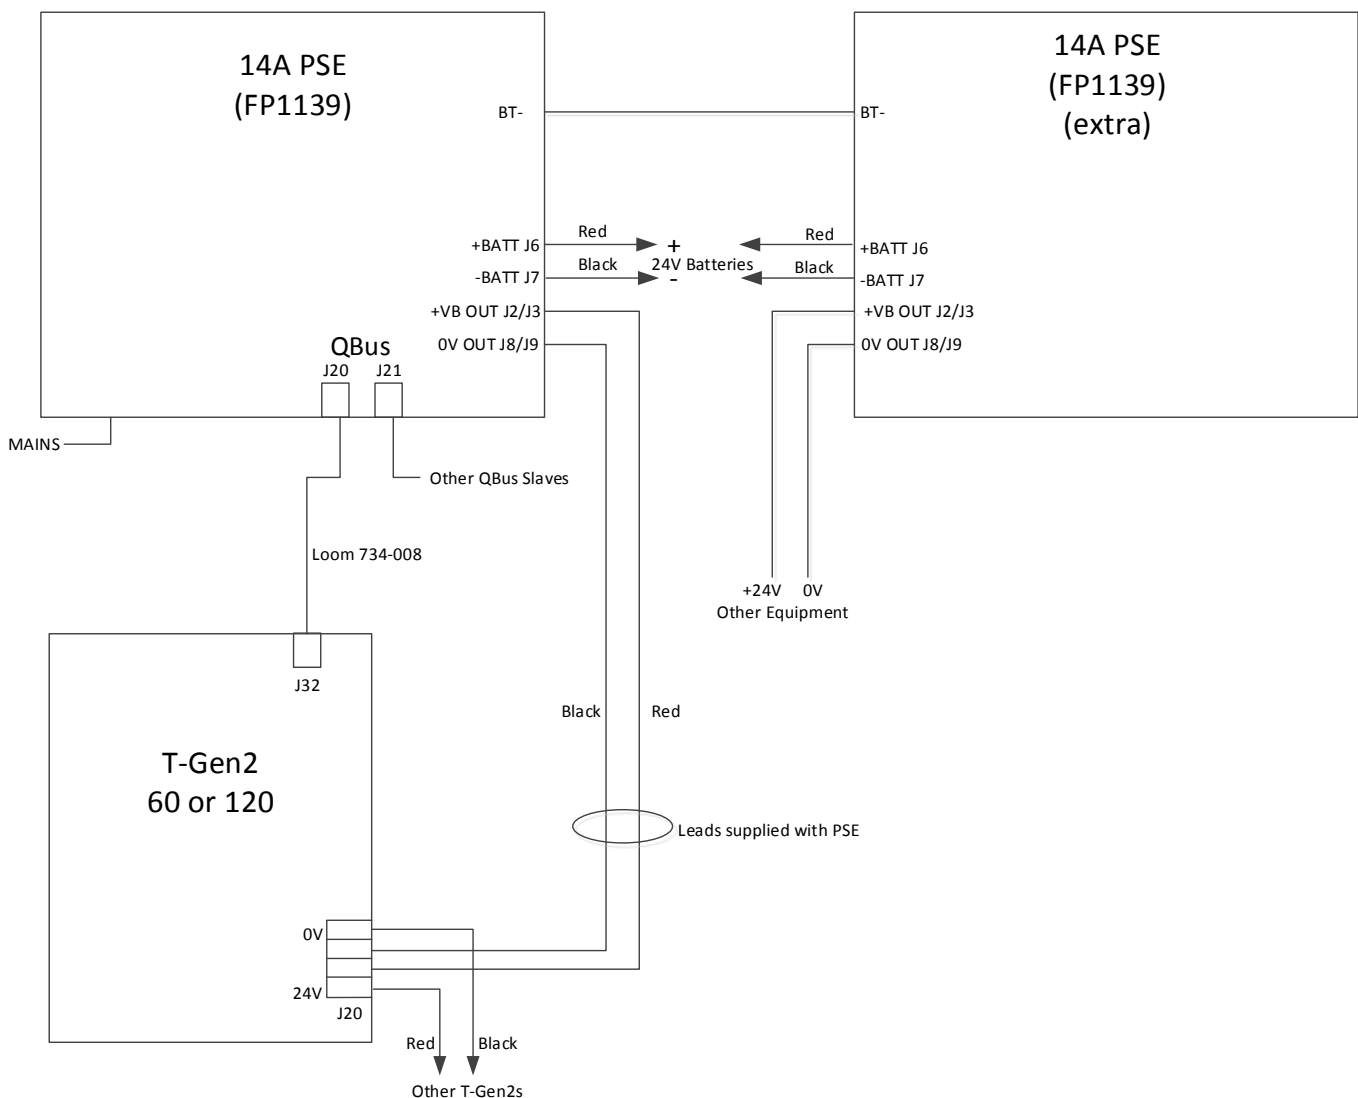 14A PSE
(FP1139)
14A PSE
(FP1139)
(extra)
BT-
BT-
+BATT J6
Red
+
Red
+BATT J6
-BATT J7
Black
24V Batteries
-
Black
-BATT J7
+VB OUT J2/J3
+VB OUT J2/J3
0V OUT J8/J9
0V OUT J8/J9
QBus
J20
J21
MAINS
Other QBus Slaves
Loom 734-008
+24V
0V
Other Equipment
J32
Black
Red
T-Gen2
60 or 120
Leads supplied with PSE
0V
24V
J20
Red
Black
Other T-Gen2s